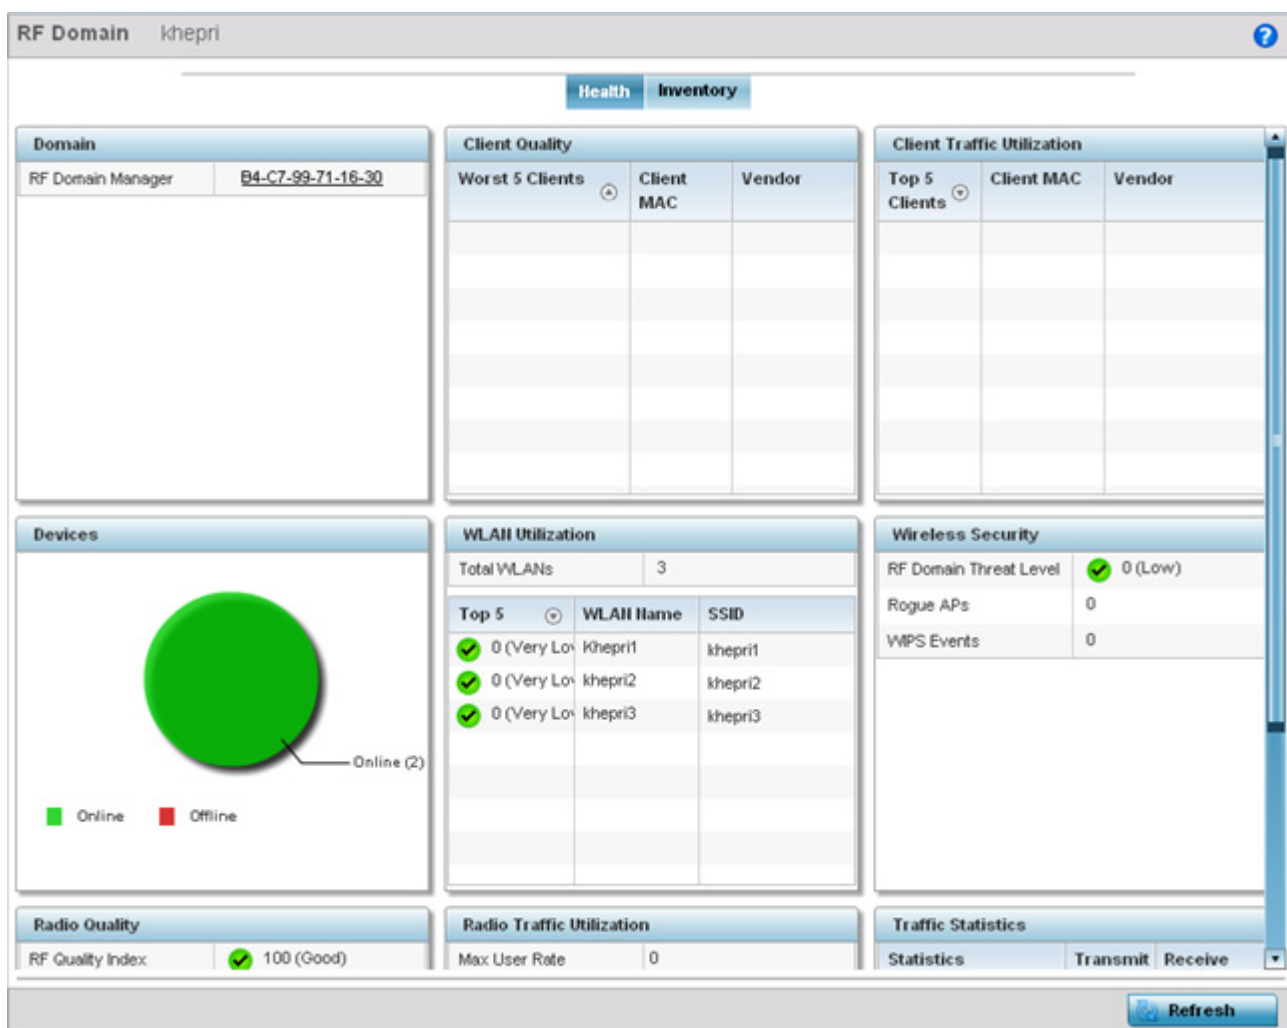 RF Domain khepri
Health Inventory
Domain
RF Domain Manager B4-C7-99-71-16-30
Client Quality
Worst 5 Clients Client MAC Vendor
Client Traffic Utilization
Top 5 Clients Client MAC Vendor
Devices
Online (2)
Online Offline
WLAN Utilization
Total WLANs 3
Top 5 WLAN Name SSID
0 (Very Lo Khepri1 khepri1
0 (Very Lo khepri2 khepri2
0 (Very Lo khepri3 khepri3
Wireless Security
RF Domain Threat Level 0 (Low)
Rogue APs 0
WIPS Events 0
Radio Quality
RF Quality Index 100 (Good)
Radio Traffic Utilization
Max User Rate 0
Traffic Statistics
Statistics Transmit Receive
Refresh